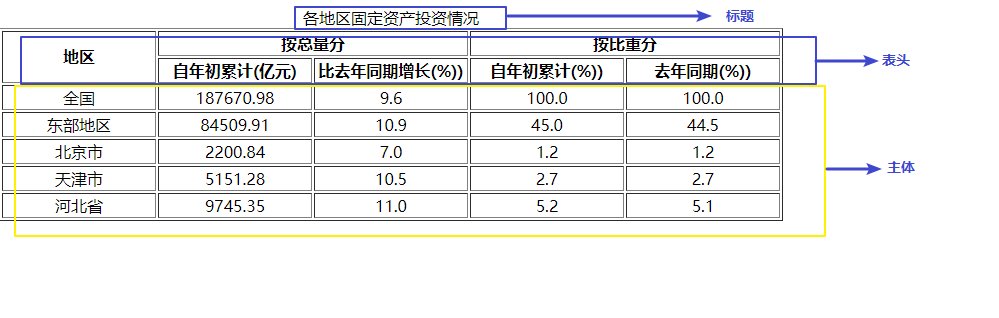 各地区固定资产投资情况 标题
地区 按总量分 按比重分
自年初累计(亿元) 比去年同期增长(%)) 自年初累计(%)) 去年同期(%)) 表头
全国 187670.98 9.6 100.0 100.0
东部地区 84509.91 10.9 45.0 44.5
北京市 2200.84 7.0 1.2 1.2 主体
天津市 5151.28 10.5 2.7 2.7
河北省 9745.35 11.0 5.2 5.1